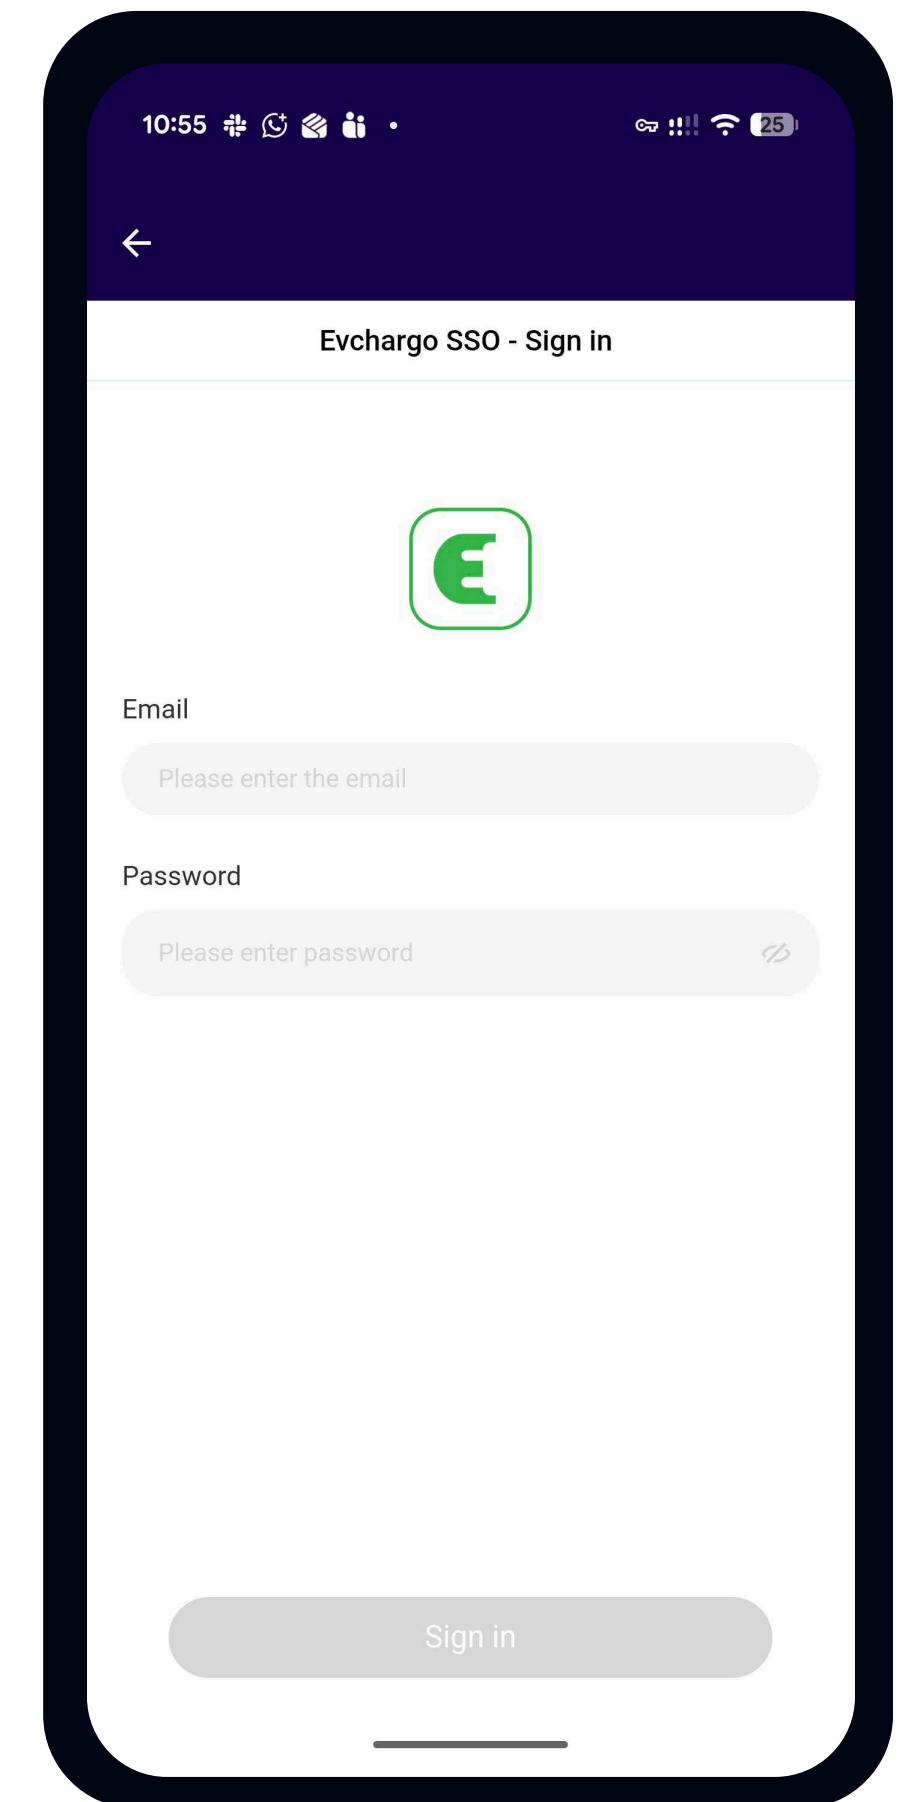 10:55
25
Evchargo SSO - Sign in
Email
Please enter the email
Password
Please enter password
Sign in